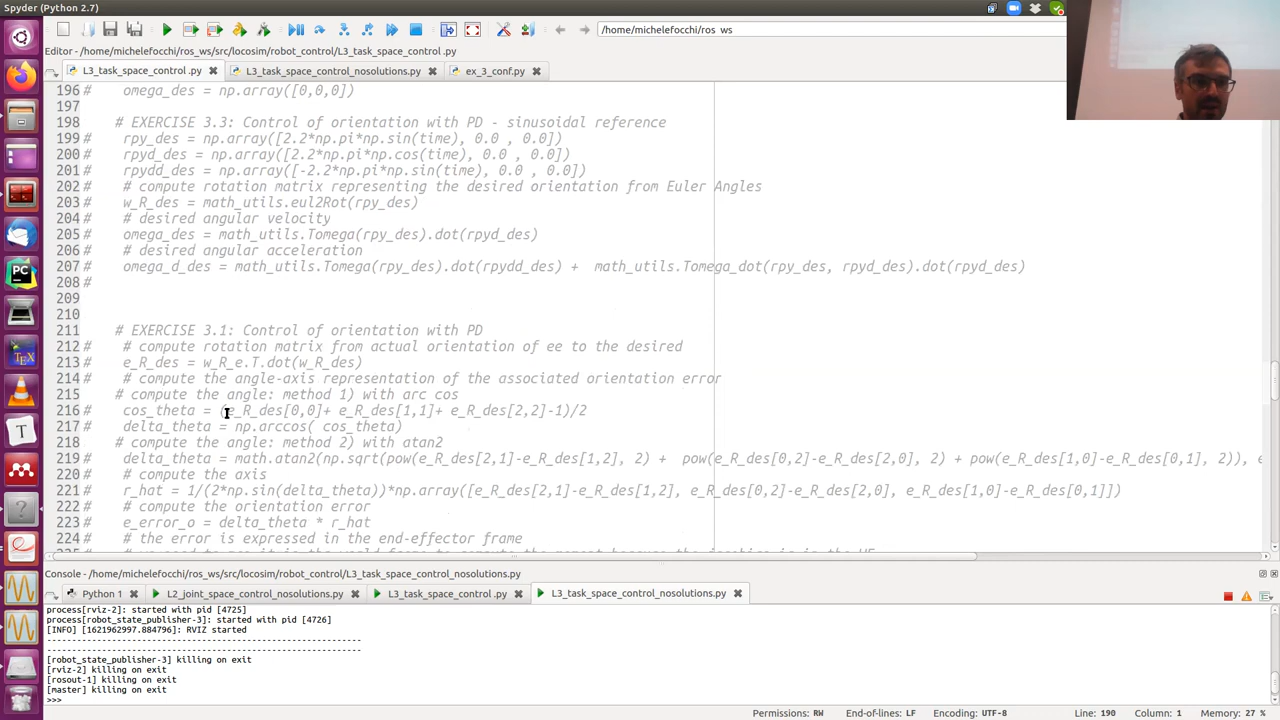 Spyder (Python 2.7)
/home/michelefocchi/ros_ws
Editor - /home/michelefocchi/ros_ws/src/locosim/robot_control/L3_task_space_control .py
L3_task_space_control .py
L3_task_space_control_nosolutions.py
ex_3_conf.py
196 #    omega_des = np.array([0,0,0])
197
198    # EXERCISE 3.3: Control of orientation with PD - sinusoidal reference
199 #    rpy_des = np.array([2.2*np.pi*np.sin(time), 0.0 , 0.0])
200 #    rpyd_des = np.array([2.2*np.pi*np.cos(time), 0.0 , 0.0])
201 #    rpydd_des = np.array([-2.2*np.pi*np.sin(time), 0.0 , 0.0])
202 #    # compute rotation matrix representing the desired orientation from Euler Angles
203 #    w_R_des = math_utils.eul2Rot(rpy_des)
204 #    # desired angular velocity
205 #    omega_des = math_utils.Tomega(rpy_des).dot(rpyd_des)
206 #    # desired angular acceleration
207 #    omega_d_des = math_utils.Tomega(rpy_des).dot(rpydd_des) +  math_utils.Tomega_dot(rpy_des, rpyd_des).dot(rpyd_des)
208 #
209
210
211    # EXERCISE 3.1: Control of orientation with PD
212 #    # compute rotation matrix from actual orientation of ee to the desired
213 #    e_R_des = w_R_e.T.dot(w_R_des)
214 #    # compute the angle-axis representation of the associated orientation error
215    # compute the angle: method 1) with arc cos
216 #    cos_theta = (e_R_des[0,0]+ e_R_des[1,1]+ e_R_des[2,2]-1)/2
217 #    delta_theta = np.arccos( cos_theta)
218    # compute the angle: method 2) with atan2
219 #    delta_theta = math.atan2(np.sqrt(pow(e_R_des[2,1]-e_R_des[1,2], 2) +  pow(e_R_des[0,2]-e_R_des[2,0], 2) + pow(e_R_des[1,0]-e_R_des[0,1], 2)), e
220 #    # compute the axis
221 #    r_hat = 1/(2*np.sin(delta_theta))*np.array([e_R_des[2,1]-e_R_des[1,2], e_R_des[0,2]-e_R_des[2,0], e_R_des[1,0]-e_R_des[0,1]])
222 #    # compute the orientation error
223 #    e_error_o = delta_theta * r_hat
224 #    # the error is expressed in the end-effector frame
Console - /home/michelefocchi/ros_ws/src/locosim/robot_control/L3_task_space_control_nosolutions.py
Python 1
L2_joint_space_control_nosolutions.py
L3_task_space_control .py
L3_task_space_control_nosolutions.py
process[rviz-2]: started with pid [4725]
process[robot_state_publisher-3]: started with pid [4726]
[INFO] [1621962997.884796]: RVIZ started
------------------------------------------------------------------
------------------------------------------------------------------
[robot_state_publisher-3] killing on exit
[rviz-2] killing on exit
[rosout-1] killing on exit
[master] killing on exit
>>>
Permissions: RW
End-of-lines: LF
Encoding: UTF-8
Line: 190
Column: 1
Memory: 27 %